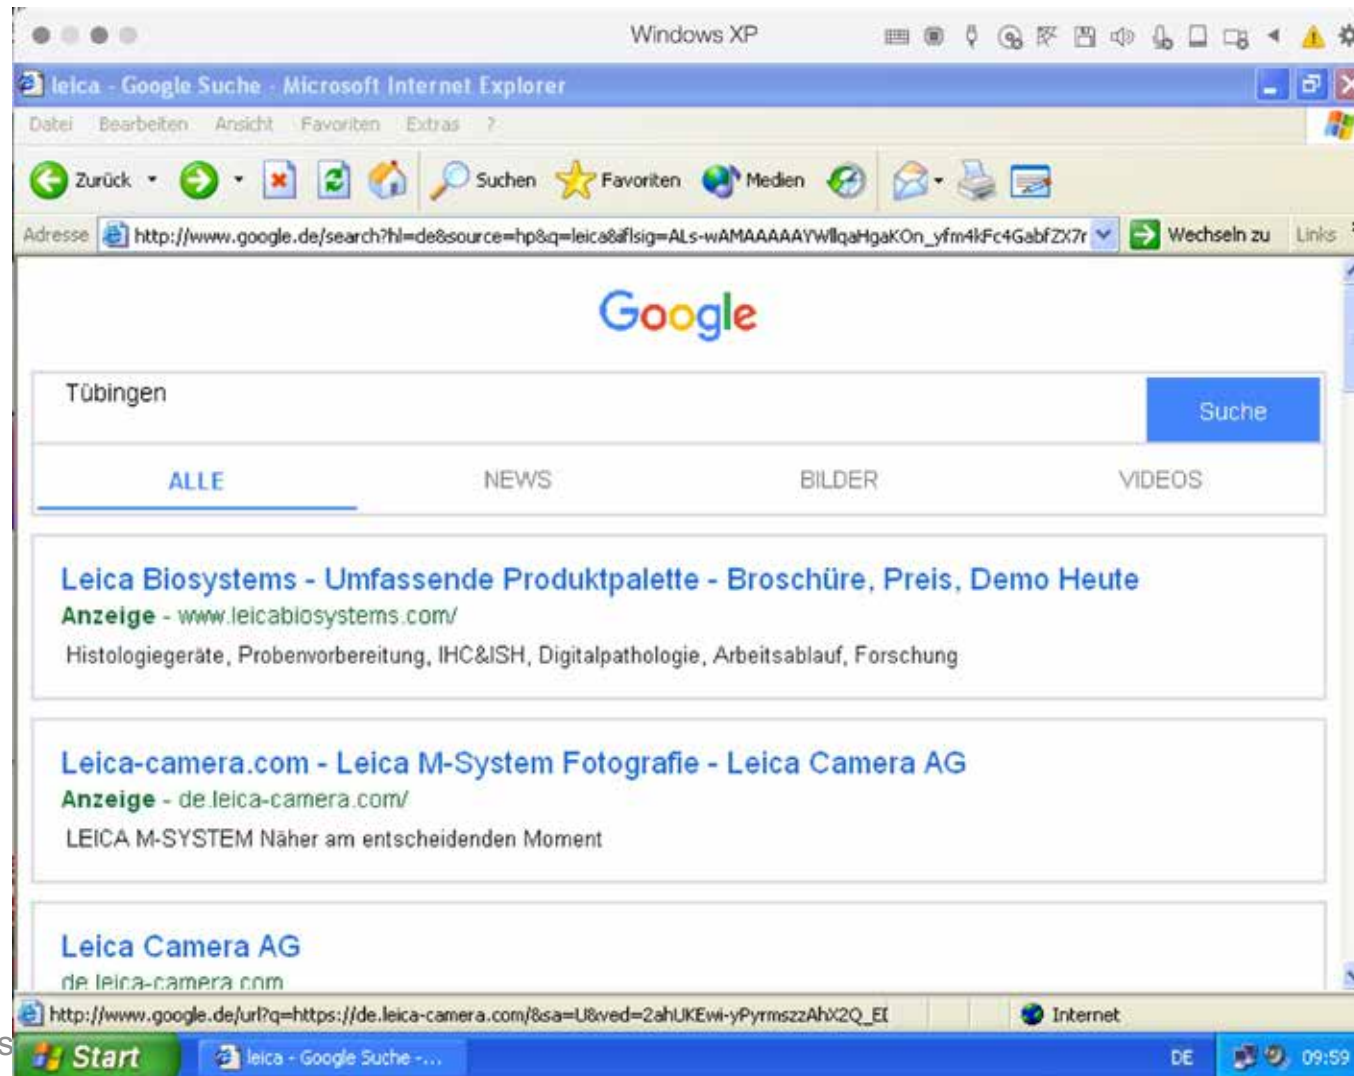 Windows XP
leica - Google Suche - Microsoft Internet Explorer
Datei Bearbeiten Ansicht Favoriten Extras ?
Zurück Suchen Favoriten Medien
Adresse http://www.google.de/search?hl=de&source=hp&q=leica&iflsig=ALs-wAMAAAAAYWllqaHgaKOn_yfm4kFc4GabfZX7r Wechseln zu Links
Google
Tübingen
Suche
ALLE NEWS BILDER VIDEOS
Leica Biosystems - Umfassende Produktpalette - Broschüre, Preis, Demo Heute
Anzeige - www.leicabiosystems.com/
Histologiegeräte, Probenvorbereitung, IHC&ISH, Digitalpathologie, Arbeitsablauf, Forschung
Leica-camera.com - Leica M-System Fotografie - Leica Camera AG
Anzeige - de.leica-camera.com/
LEICA M-SYSTEM Näher am entscheidenden Moment
Leica Camera AG
de.leica-camera.com
http://www.google.de/url?q=https://de.leica-camera.com/&sa=U&ved=2ahUKEwi-yPyrmszzAhX2Q_EI Internet
s
Start leica - Google Suche -... DE 09:59